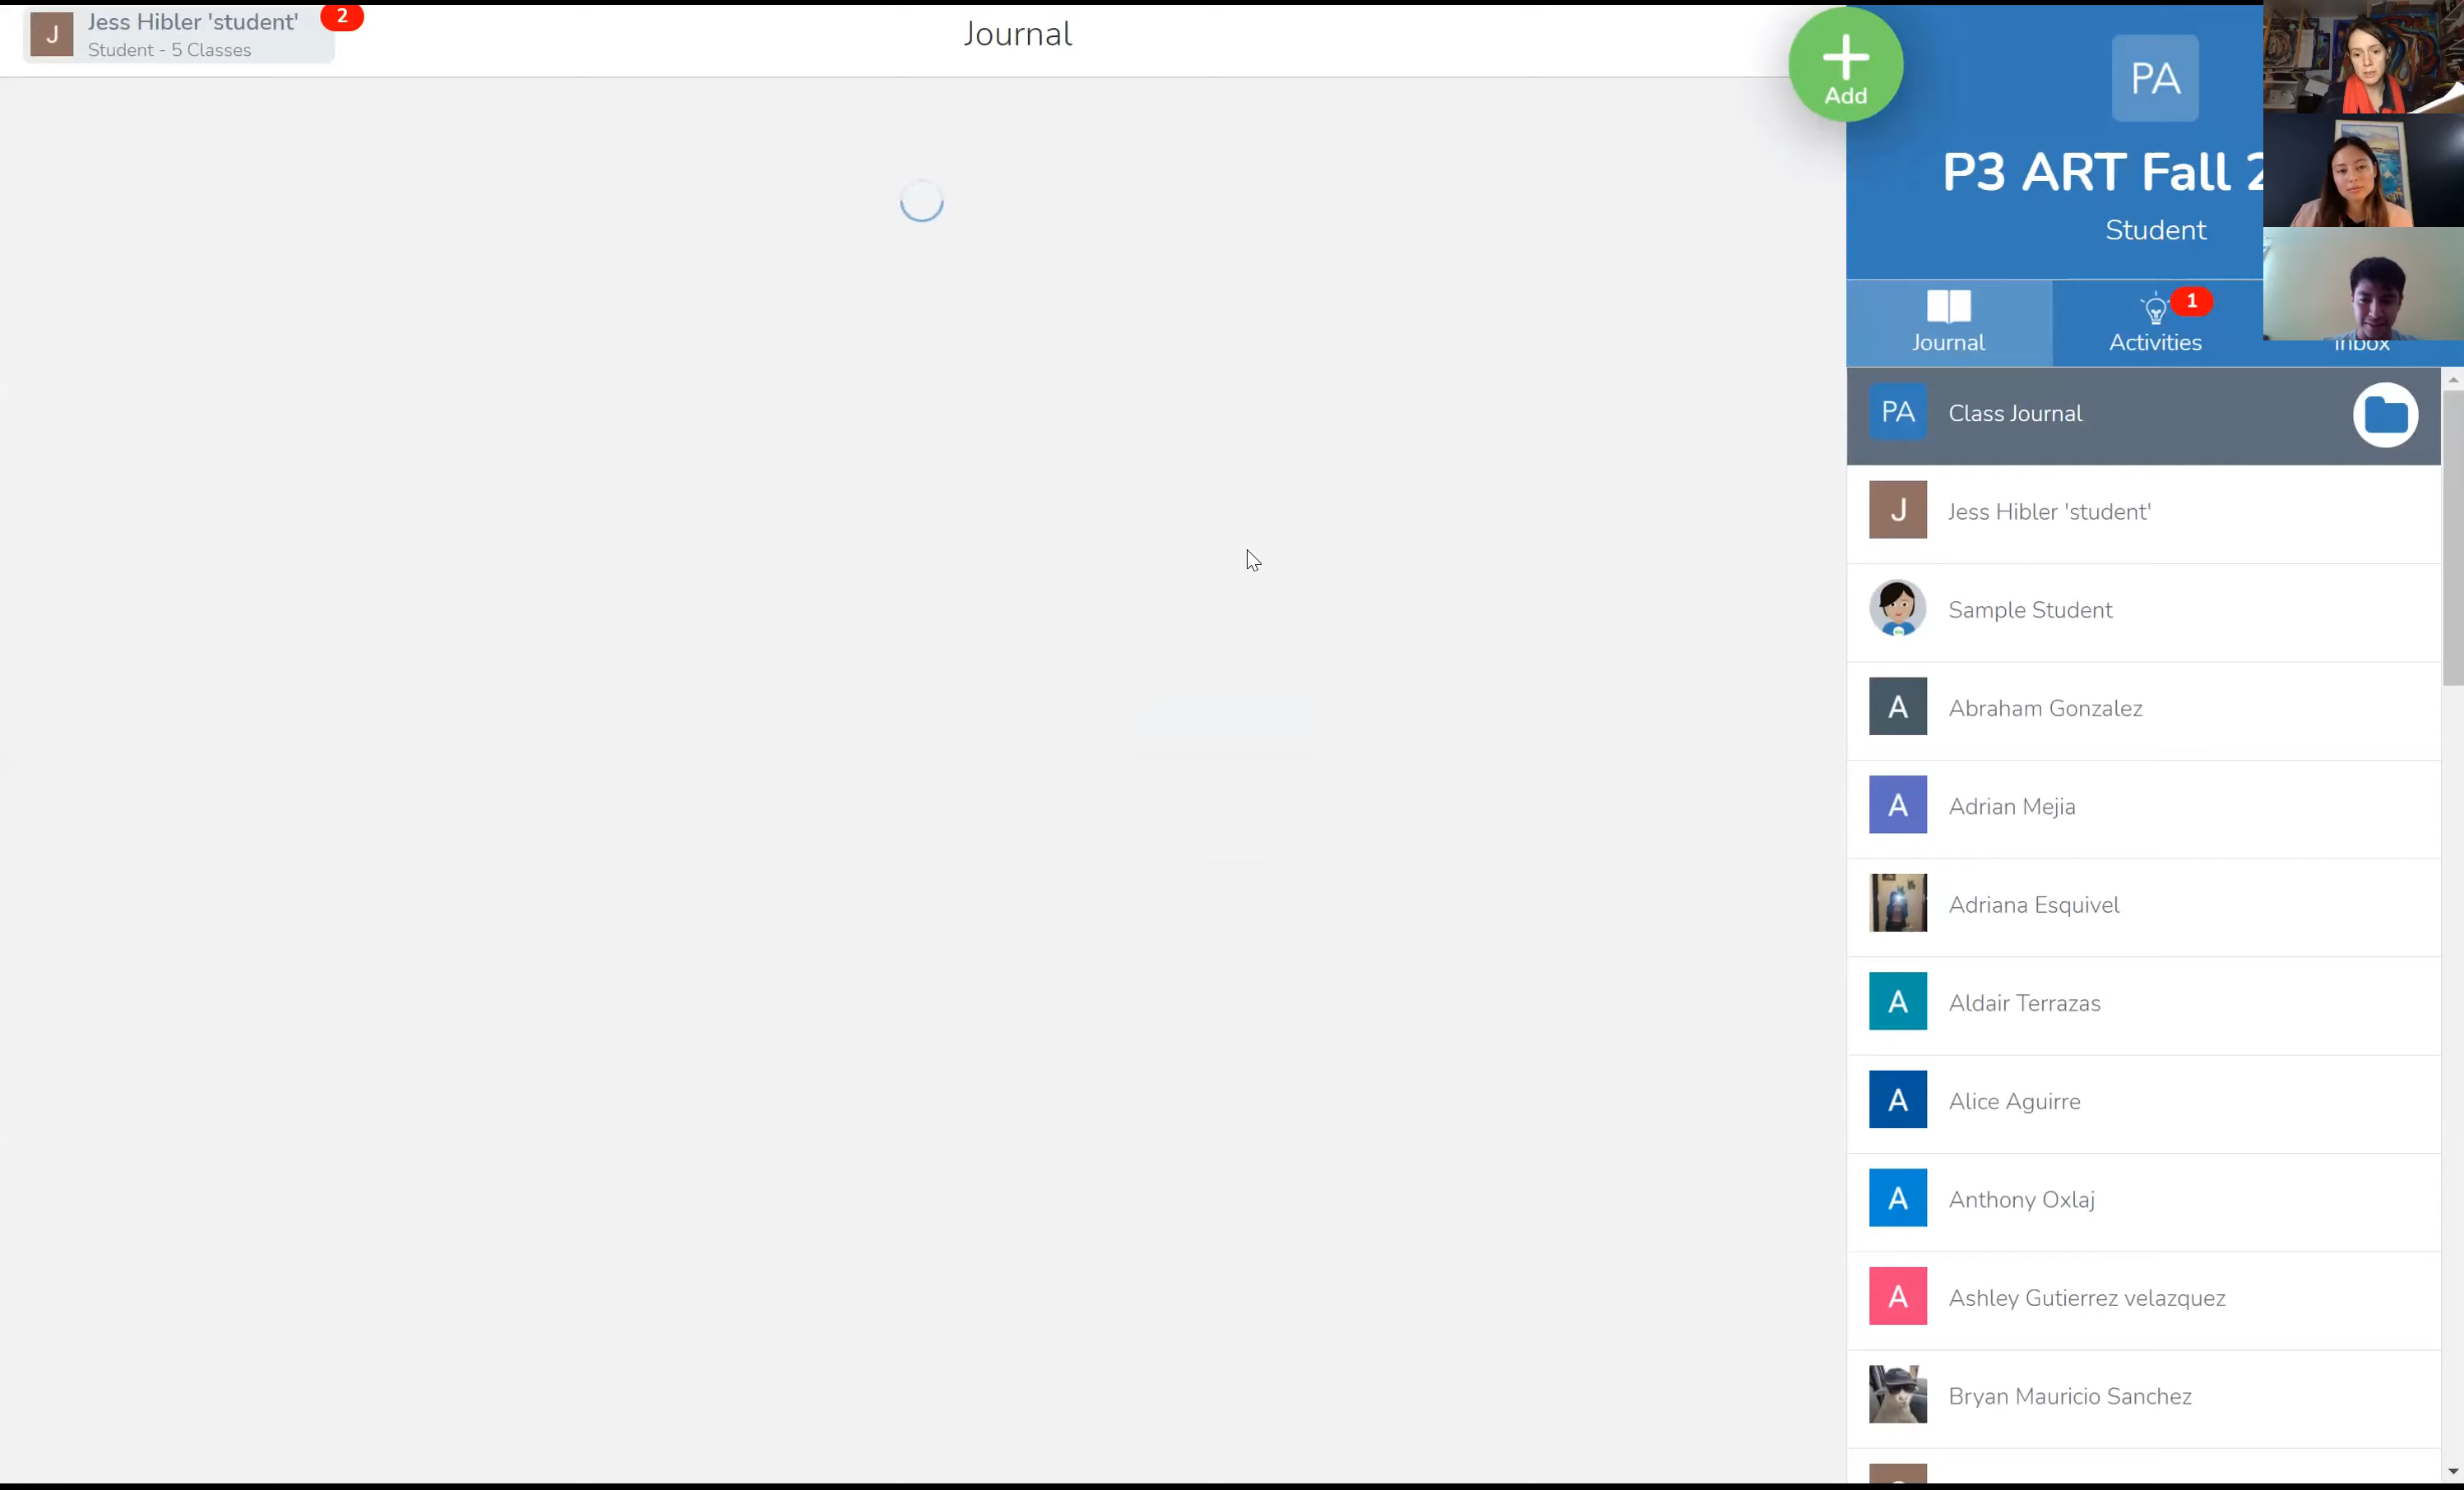 J
Jess Hibler 'student'
2
Student - 5 Classes
Journal
Add
PA
P3 ART Fall
Student
Journal
1
Activities
Inbox
PA
Class Journal
J
Jess Hibler 'student'
Sample Student
A
Abraham Gonzalez
A
Adrian Mejia
Adriana Esquivel
A
Aldair Terrazas
A
Alice Aguirre
A
Anthony Oxlaj
A
Ashley Gutierrez velazquez
Bryan Mauricio Sanchez